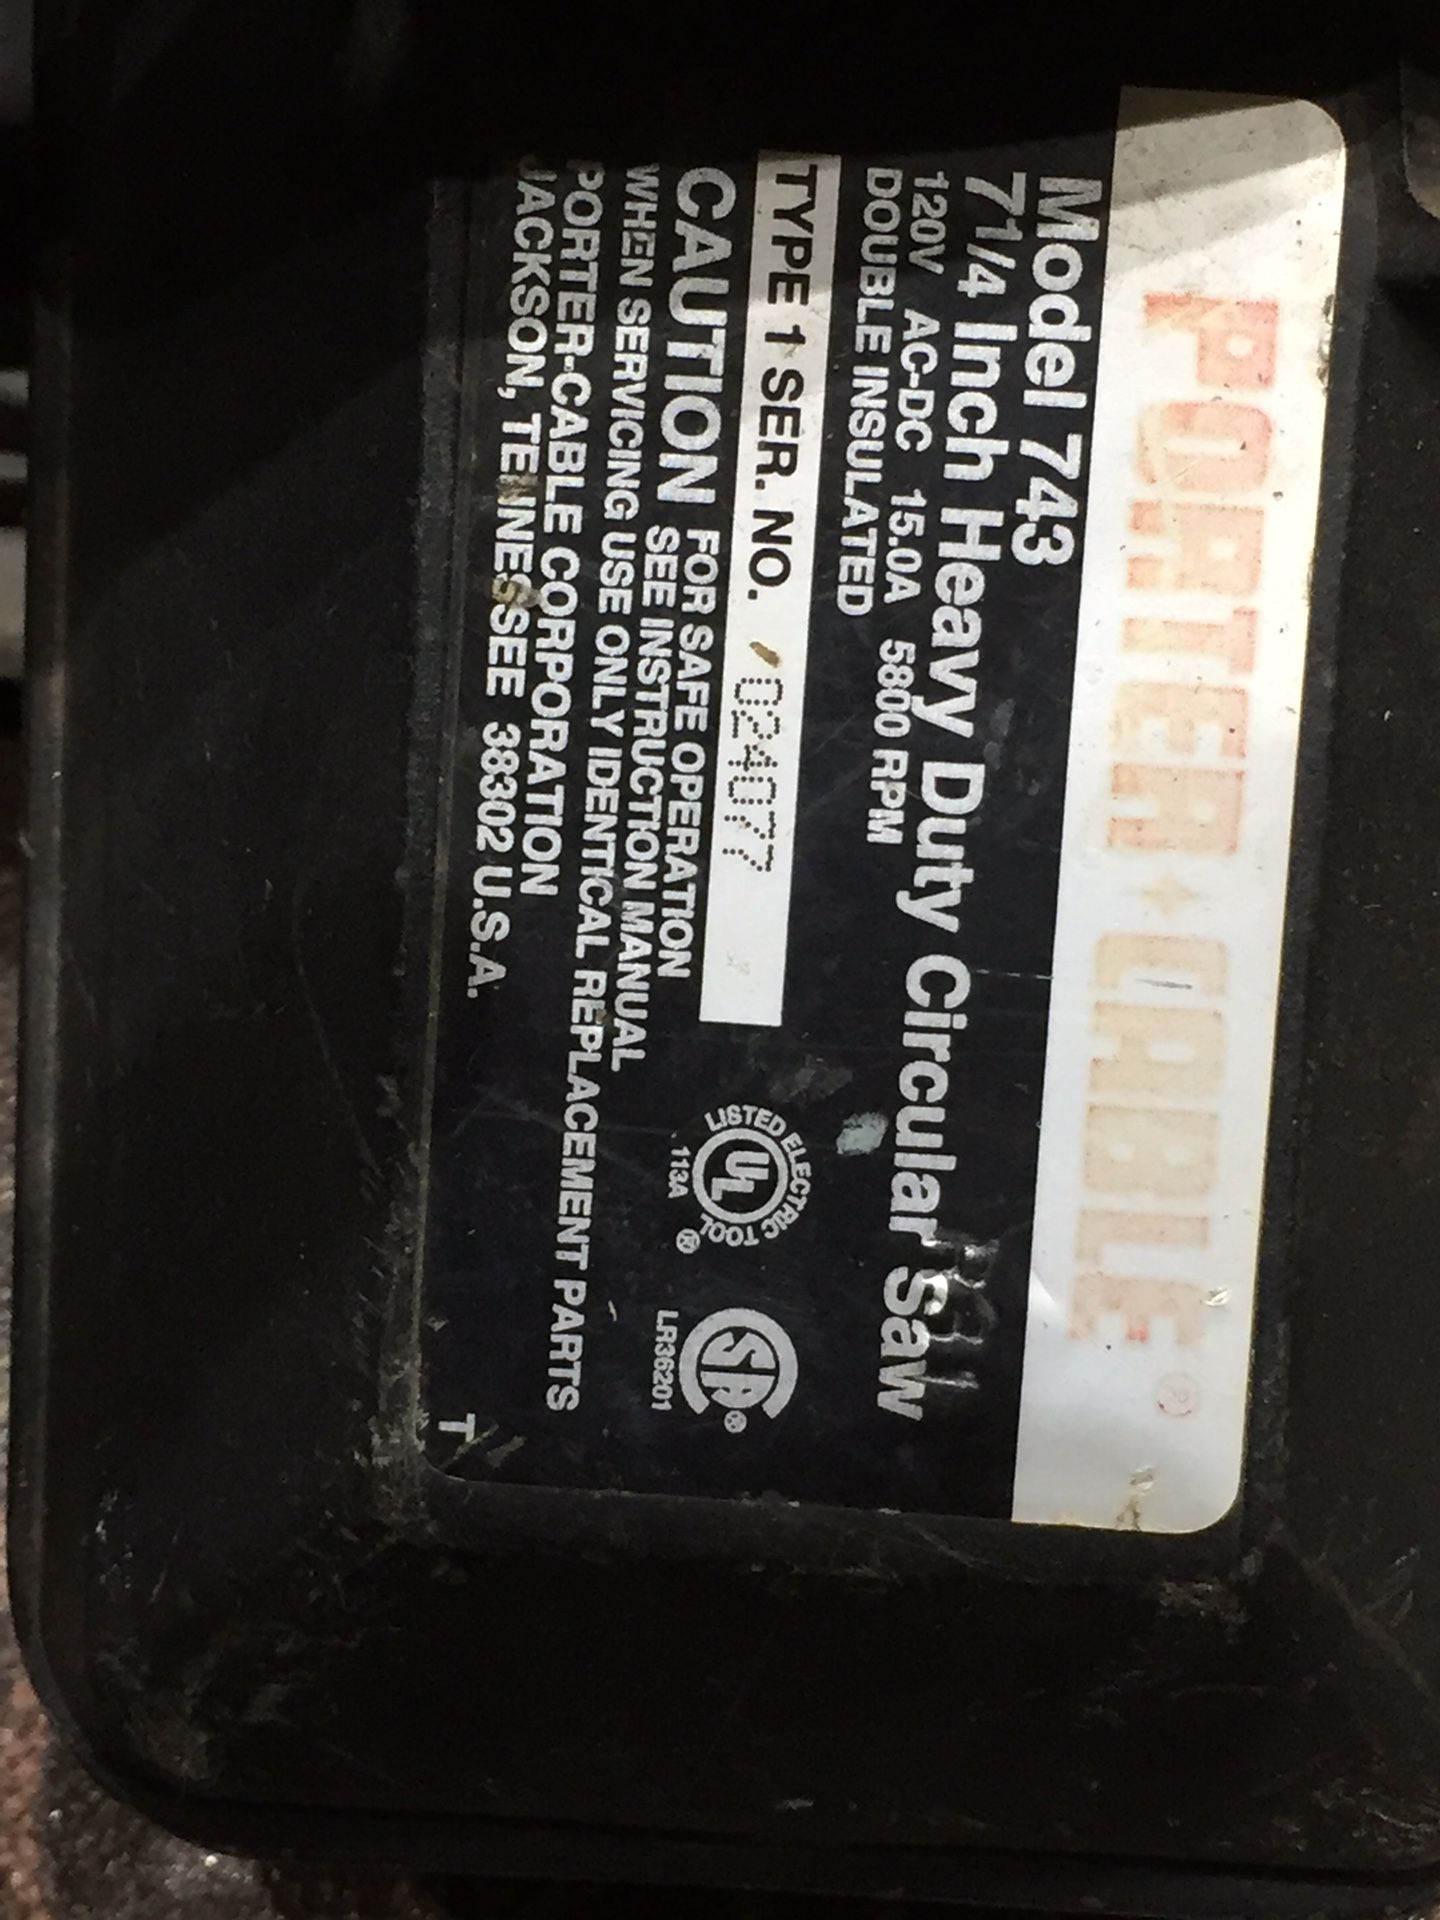 PORTER+CABLE®
Model 743
7 1/4 Inch Heavy Duty Circular Saw
120V AC-DC 15.0A 5800 RPM
DOUBLE INSULATED
TYPE 1 SER. NO. 024077
CAUTION FOR SAFE OPERATION
SEE INSTRUCTION MANUAL
WHEN SERVICING USE ONLY IDENTICAL REPLACEMENT PARTS
PORTER-CABLE CORPORATION
JACKSON, TENNESSEE 38302 U.S.A.
LISTED ELECTRIC TOOL
UL ®
113A
SA ®
LR36201
T